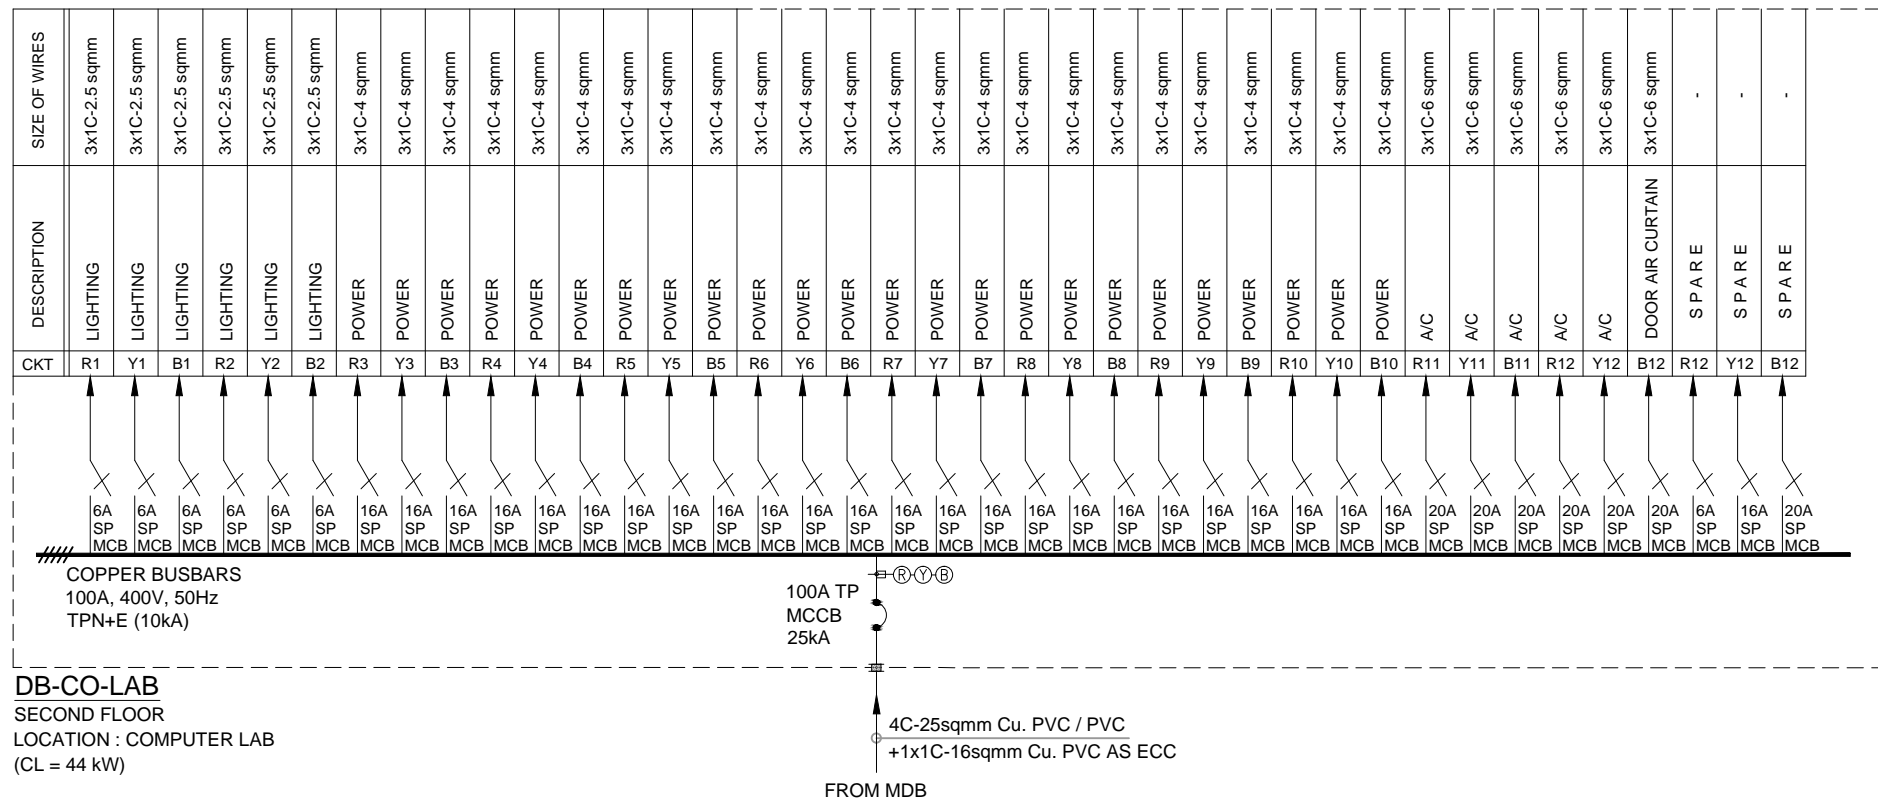 SIZE OF WIRES 3x1C-2.5 sqmm 3x1C-2.5 sqmm 3x1C-2.5 sqmm 3x1C-2.5 sqmm 3x1C-2.5 sqmm 3x1C-2.5 sqmm 3x1C-4 sqmm 3x1C-4 sqmm 3x1C-4 sqmm 3x1C-4 sqmm 3x1C-4 sqmm 3x1C-4 sqmm 3x1C-4 sqmm 3x1C-4 sqmm 3x1C-4 sqmm 3x1C-4 sqmm 3x1C-4 sqmm 3x1C-4 sqmm 3x1C-4 sqmm 3x1C-4 sqmm 3x1C-4 sqmm 3x1C-4 sqmm 3x1C-4 sqmm 3x1C-4 sqmm 3x1C-4 sqmm 3x1C-4 sqmm 3x1C-4 sqmm 3x1C-4 sqmm 3x1C-4 sqmm 3x1C-4 sqmm 3x1C-6 sqmm 3x1C-6 sqmm 3x1C-6 sqmm 3x1C-6 sqmm 3x1C-6 sqmm 3x1C-6 sqmm - - -
DESCRIPTION LIGHTING LIGHTING LIGHTING LIGHTING LIGHTING LIGHTING POWER POWER POWER POWER POWER POWER POWER POWER POWER POWER POWER POWER POWER POWER POWER POWER POWER POWER POWER POWER POWER POWER POWER POWER A/C A/C A/C A/C A/C DOOR AIR CURTAIN S P A R E S P A R E S P A R E
CKT R1 Y1 B1 R2 Y2 B2 R3 Y3 B3 R4 Y4 B4 R5 Y5 B5 R6 Y6 B6 R7 Y7 B7 R8 Y8 B8 R9 Y9 B9 R10 Y10 B10 R11 Y11 B11 R12 Y12 B12 R12 Y12 B12
6A 6A 6A 6A 6A 6A 16A 16A 16A 16A 16A 16A 16A 16A 16A 16A 16A 16A 16A 16A 16A 16A 16A 16A 16A 16A 16A 16A 16A 16A 20A 20A 20A 20A 20A 20A 6A 16A 20A
SP SP SP SP SP SP SP SP SP SP SP SP SP SP SP SP SP SP SP SP SP SP SP SP SP SP SP SP SP SP SP SP SP SP SP SP SP SP SP
MCB MCB MCB MCB MCB MCB MCB MCB MCB MCB MCB MCB MCB MCB MCB MCB MCB MCB MCB MCB MCB MCB MCB MCB MCB MCB MCB MCB MCB MCB MCB MCB MCB MCB MCB MCB MCB MCB MCB
COPPER BUSBARS
100A, 400V, 50Hz
TPN+E (10kA)
R Y B
100A TP
MCCB
25kA
DB-CO-LAB
SECOND FLOOR
LOCATION : COMPUTER LAB
(CL = 44 kW)
4C-25sqmm Cu. PVC / PVC
+1x1C-16sqmm Cu. PVC AS ECC
FROM MDB